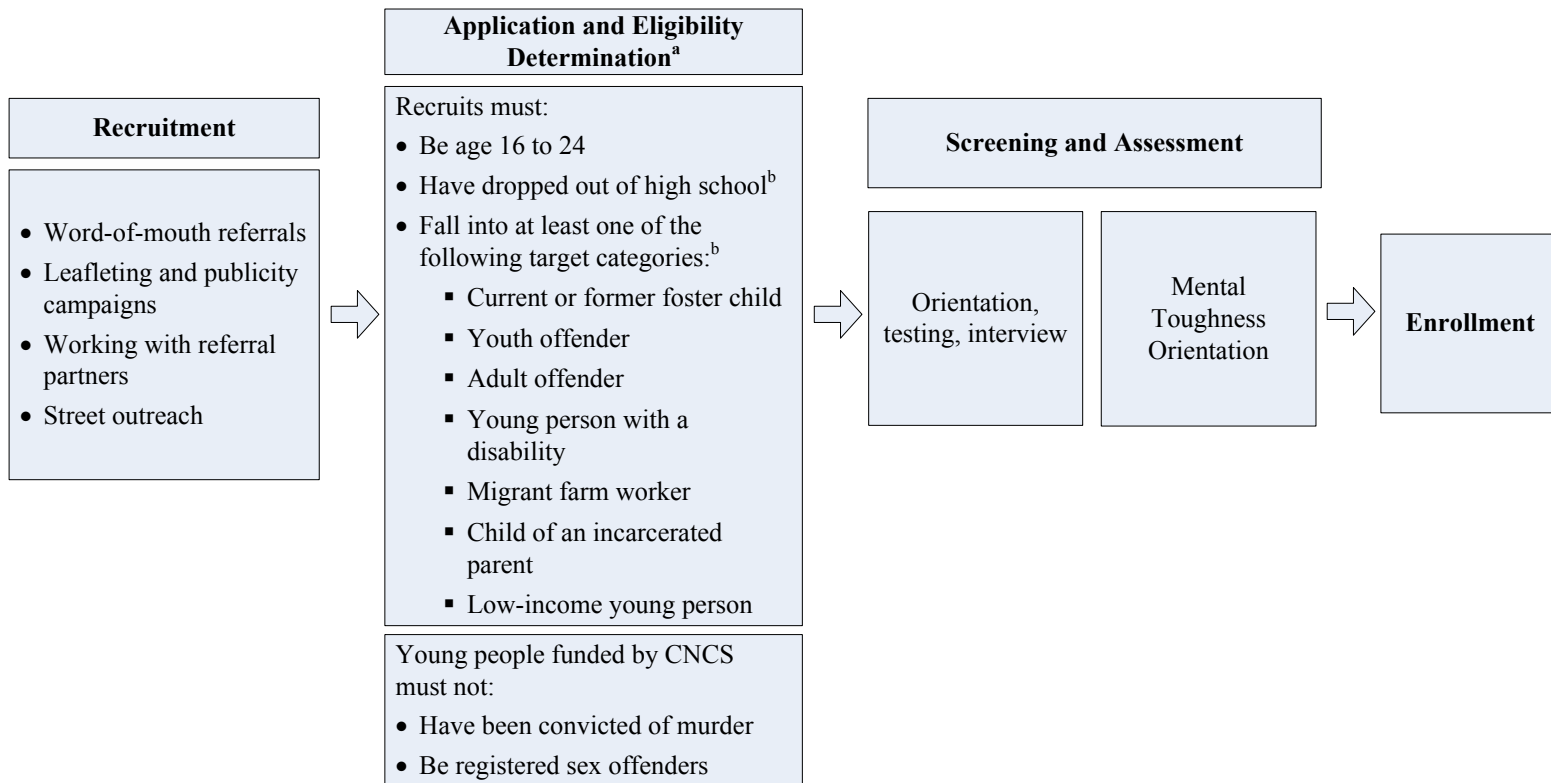 Recruitment
• Word-of-mouth referrals
• Leafleting and publicity
campaigns
• Working with referral
partners
• Street outreach
Application and Eligibility
Determinationᵃ
Recruits must:
• Be age 16 to 24
• Have dropped out of high schoolᵇ
• Fall into at least one of the
following target categories:ᵇ
▪ Current or former foster child
▪ Youth offender
▪ Adult offender
▪ Young person with a
disability
▪ Migrant farm worker
▪ Child of an incarcerated
parent
▪ Low-income young person
Young people funded by CNCS
must not:
• Have been convicted of murder
• Be registered sex offenders
Screening and Assessment
Orientation,
testing, interview
Mental
Toughness
Orientation
Enrollment